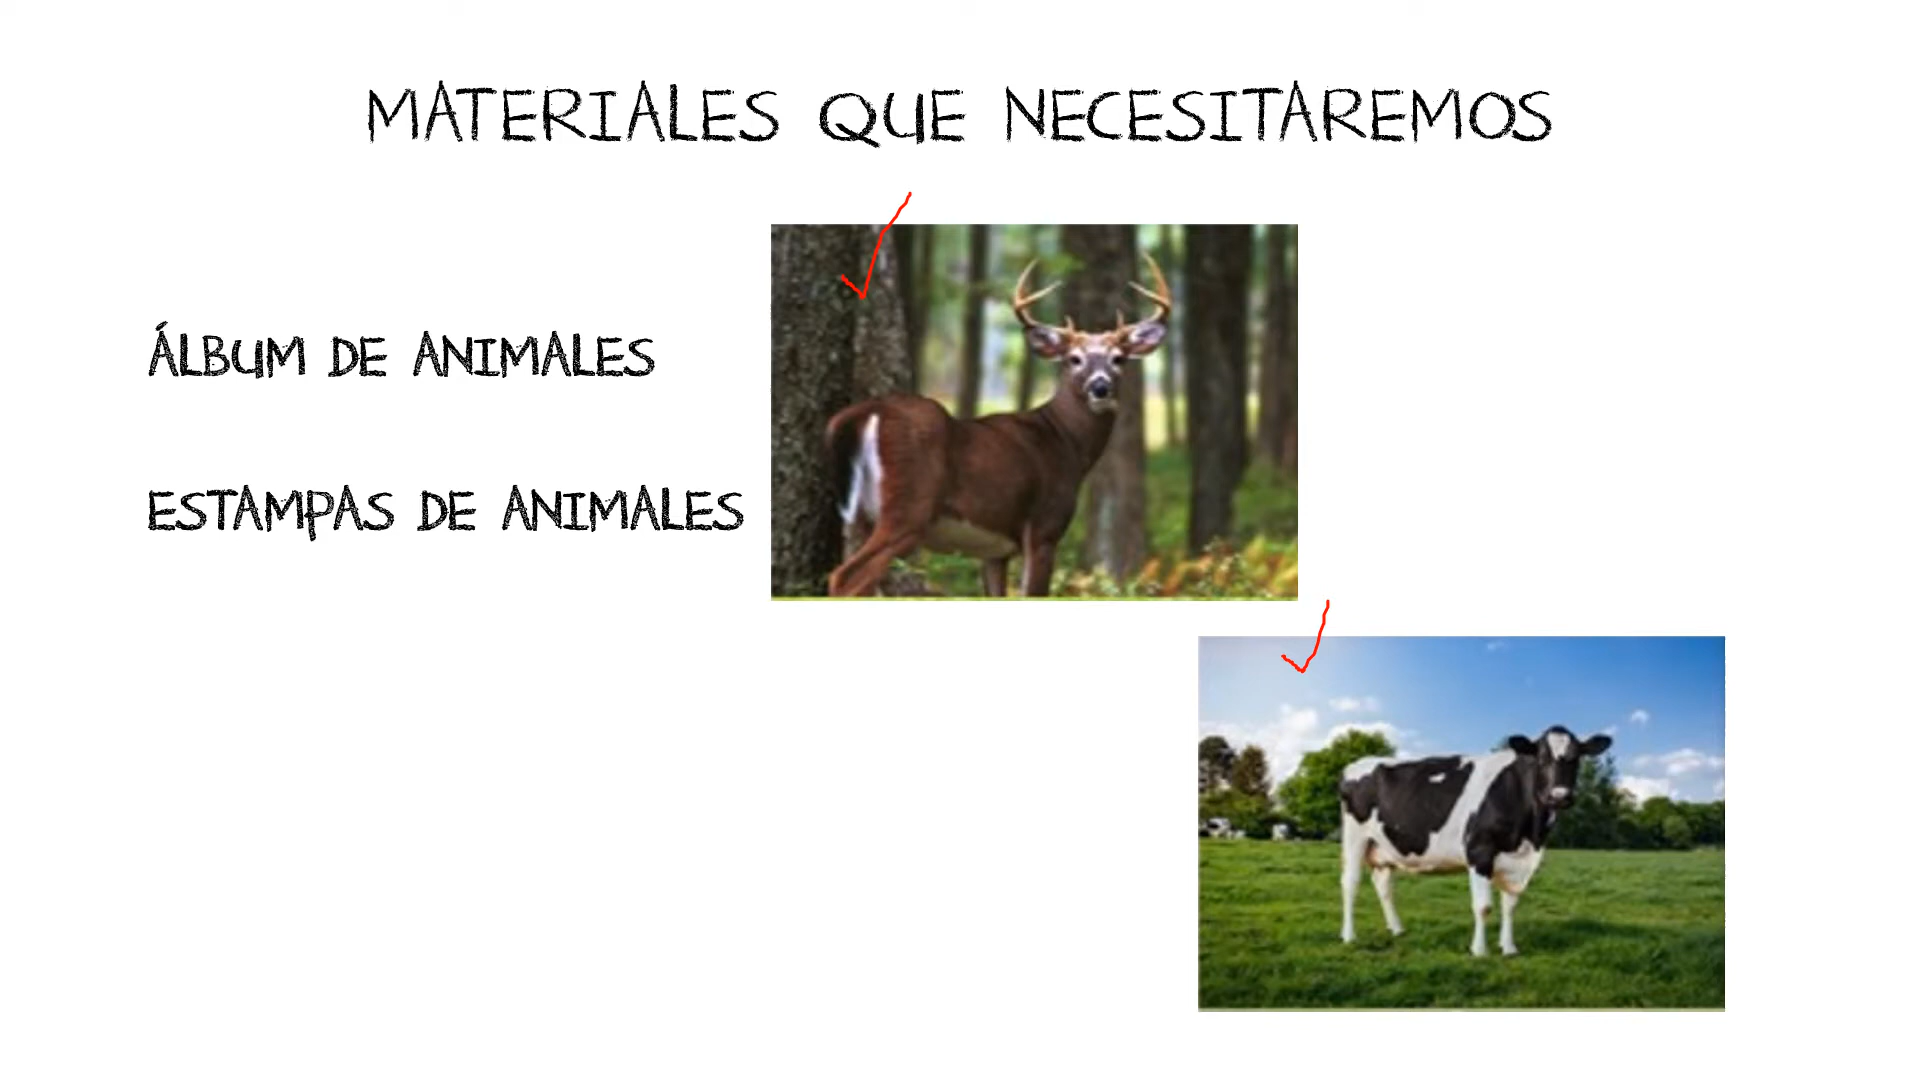 MATERIALES QUE NECESITAREMOS
ÁLBUM DE ANIMALES
ESTAMPAS DE ANIMALES